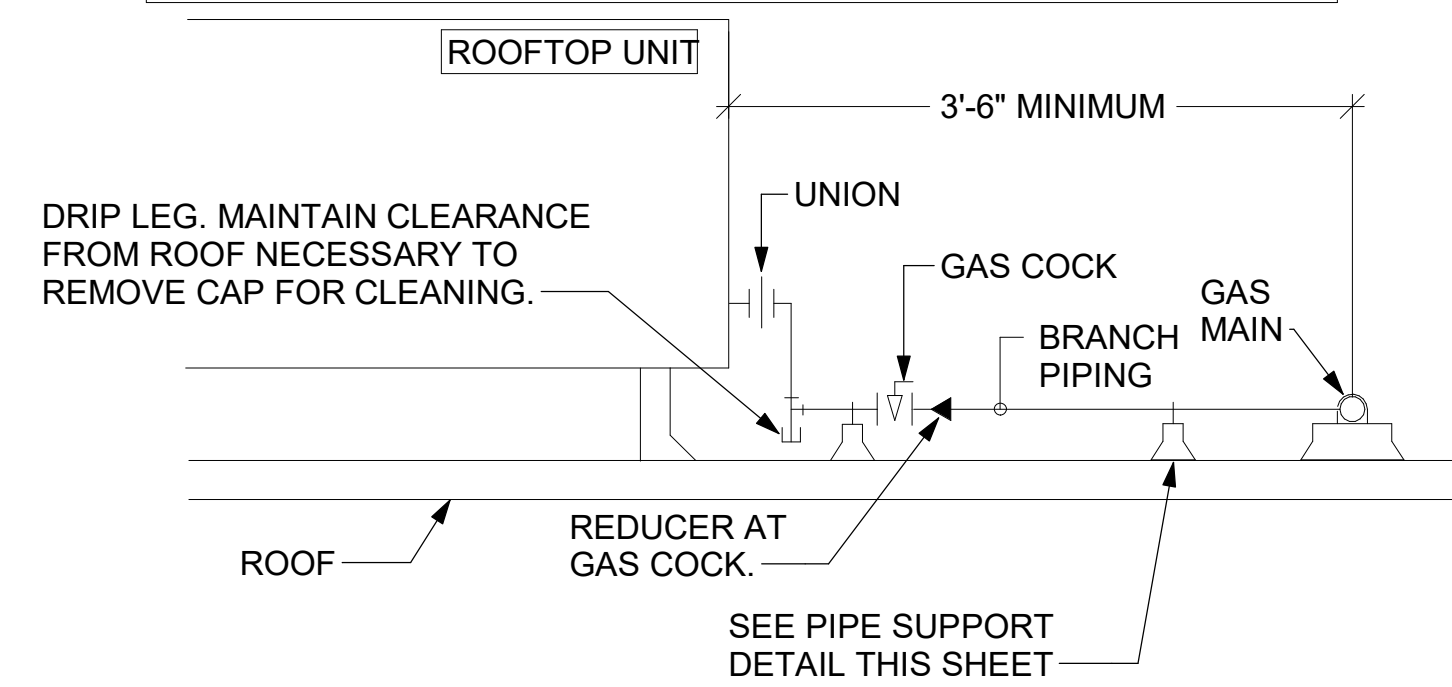 ROOFTOP UNIT
3'-6" MINIMUM
UNION
DRIP LEG. MAINTAIN CLEARANCE
FROM ROOF NECESSARY TO
REMOVE CAP FOR CLEANING.
GAS COCK
GAS
MAIN
BRANCH
PIPING
REDUCER AT
GAS COCK.
ROOF
SEE PIPE SUPPORT
DETAIL THIS SHEET